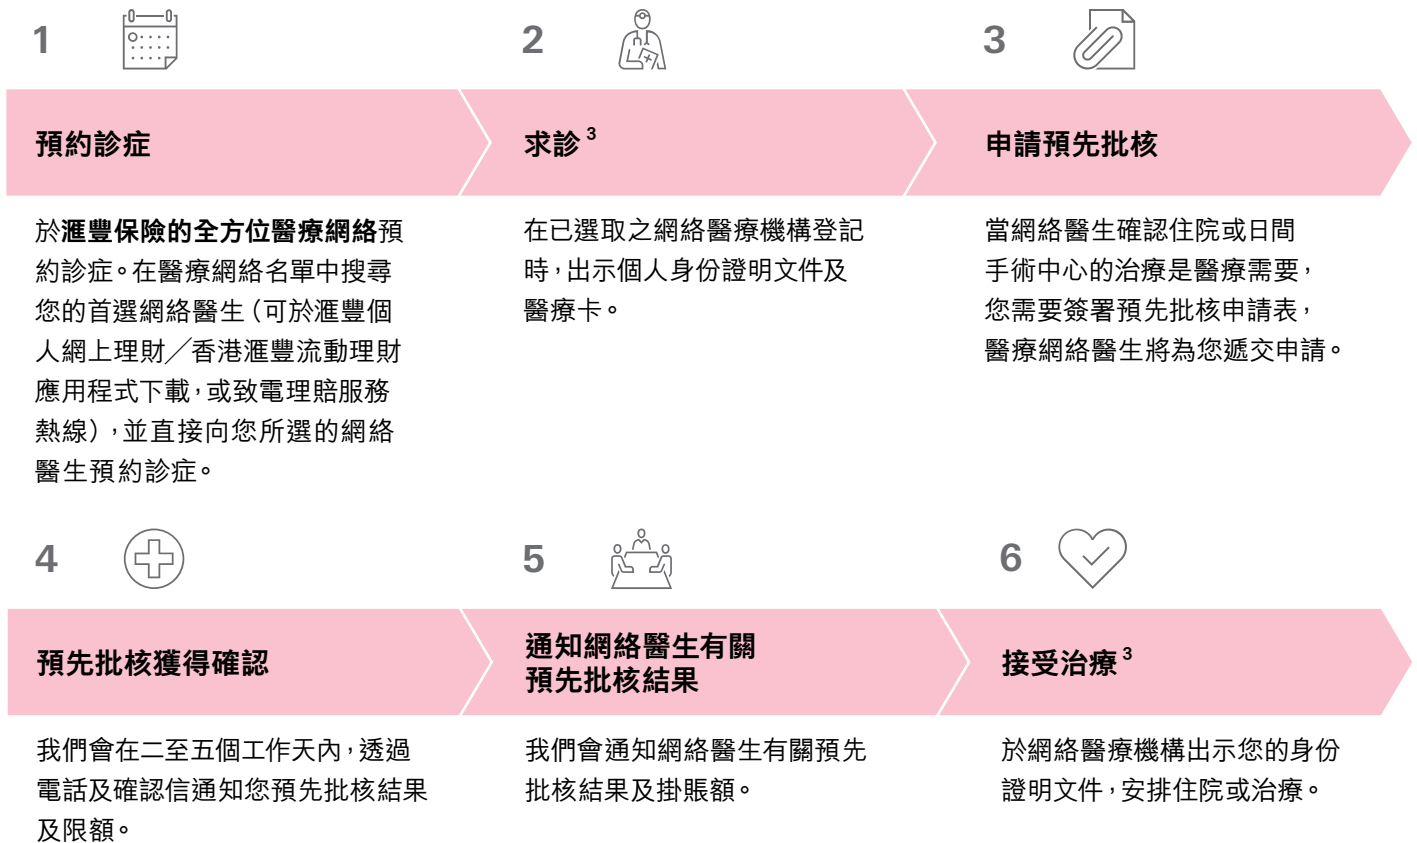 1
預約診症
於滙豐保險的全方位醫療網絡預
約診症。在醫療網絡名單中搜尋
您的首選網絡醫生（可於滙豐個
人網上理財╱香港滙豐流動理財
應用程式下載，或致電理賠服務
熱線），並直接向您所選的網絡
醫生預約診症。
2
求診3
在已選取之網絡醫療機構登記
時，出示個人身份證明文件及
醫療卡。
3
申請預先批核
當網絡醫生確認住院或日間
手術中心的治療是醫療需要，
您需要簽署預先批核申請表，
醫療網絡醫生將為您遞交申請。
4
預先批核獲得確認
我們會在二至五個工作天內，透過
電話及確認信通知您預先批核結果
及限額。
5
通知網絡醫生有關
預先批核結果
我們會通知網絡醫生有關預先
批核結果及掛賬額。
6
接受治療3
於網絡醫療機構出示您的身份
證明文件，安排住院或治療。